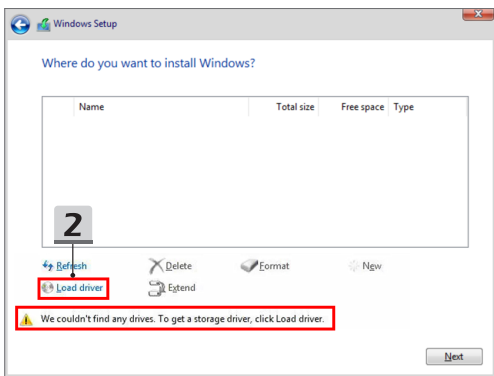 Windows Setup
Where do you want to install Windows?
Name Total size Free space Type
2
Refresh Delete Format New
Load driver Extend
We couldn't find any drives. To get a storage driver, click Load driver.
Next